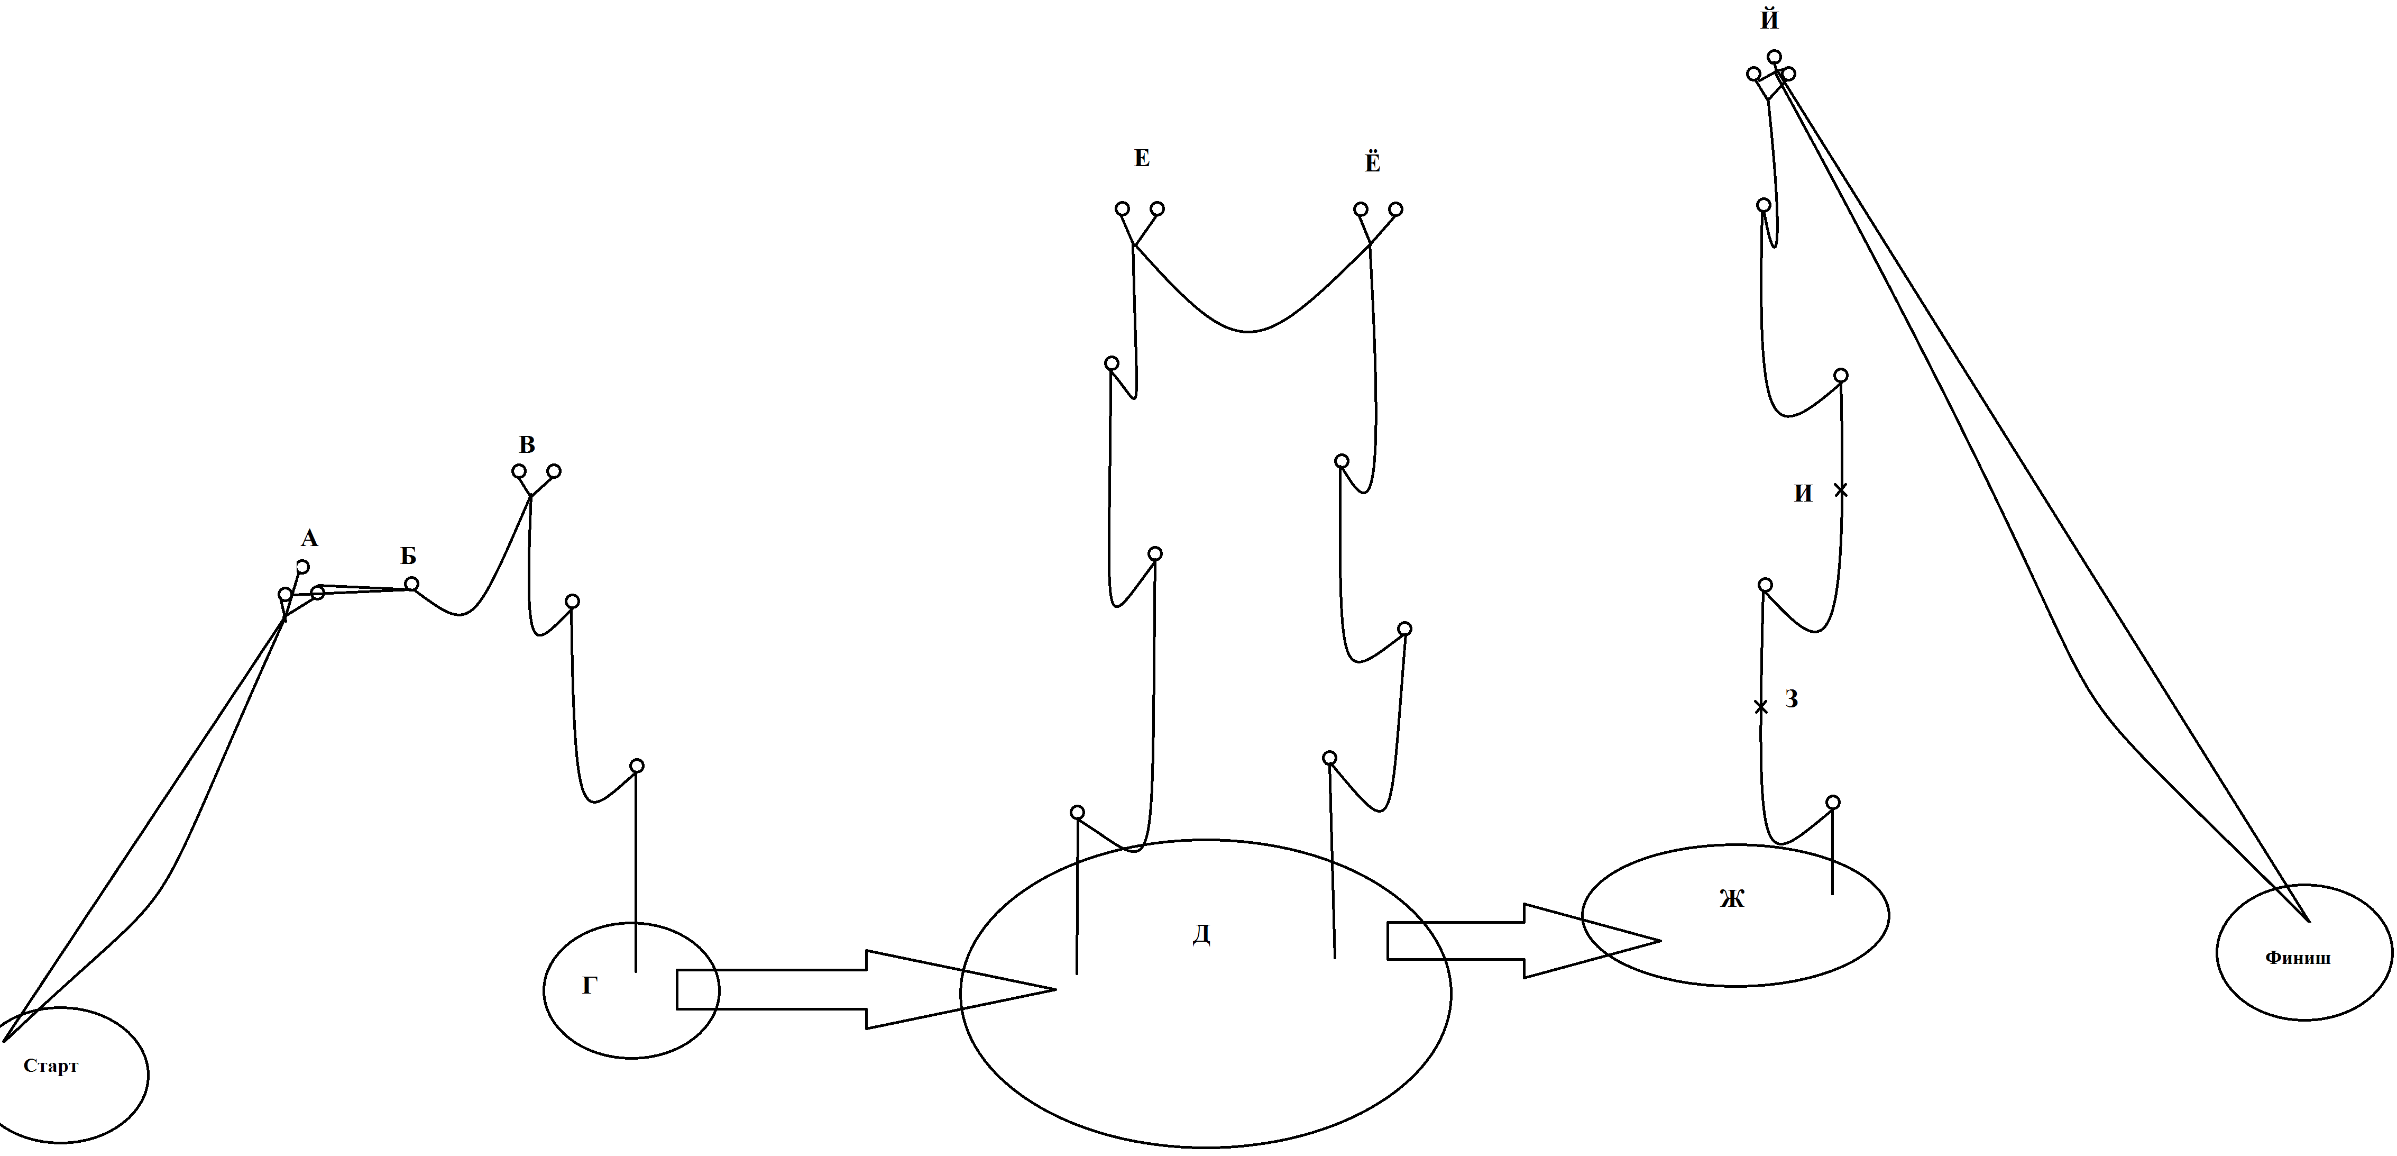 Старт
А
Б
В
Г
Д
Е
Ё
Ж
З
И
Й
Финиш